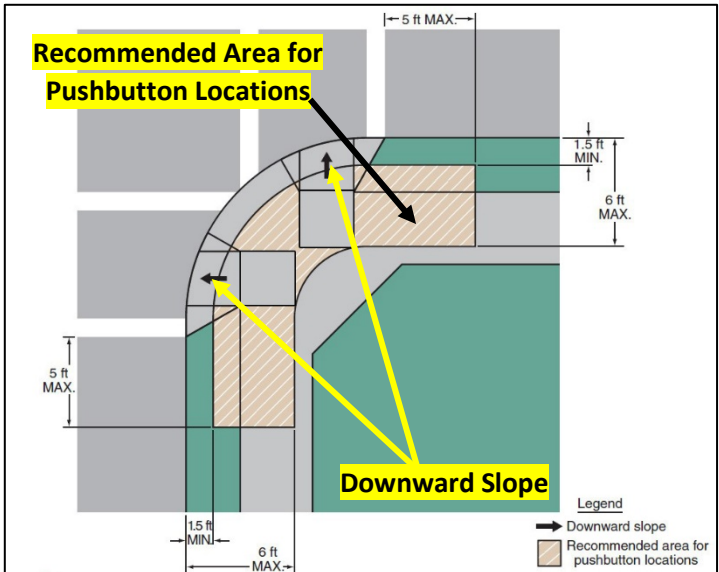 5 ft MAX.
Recommended Area for
Pushbutton Locations
1.5 ft
MIN.
6 ft
MAX.
5 ft
MAX.
Downward Slope
1.5 ft
MIN.
6 ft
MAX.
Legend
Downward slope
Recommended area for
pushbutton locations